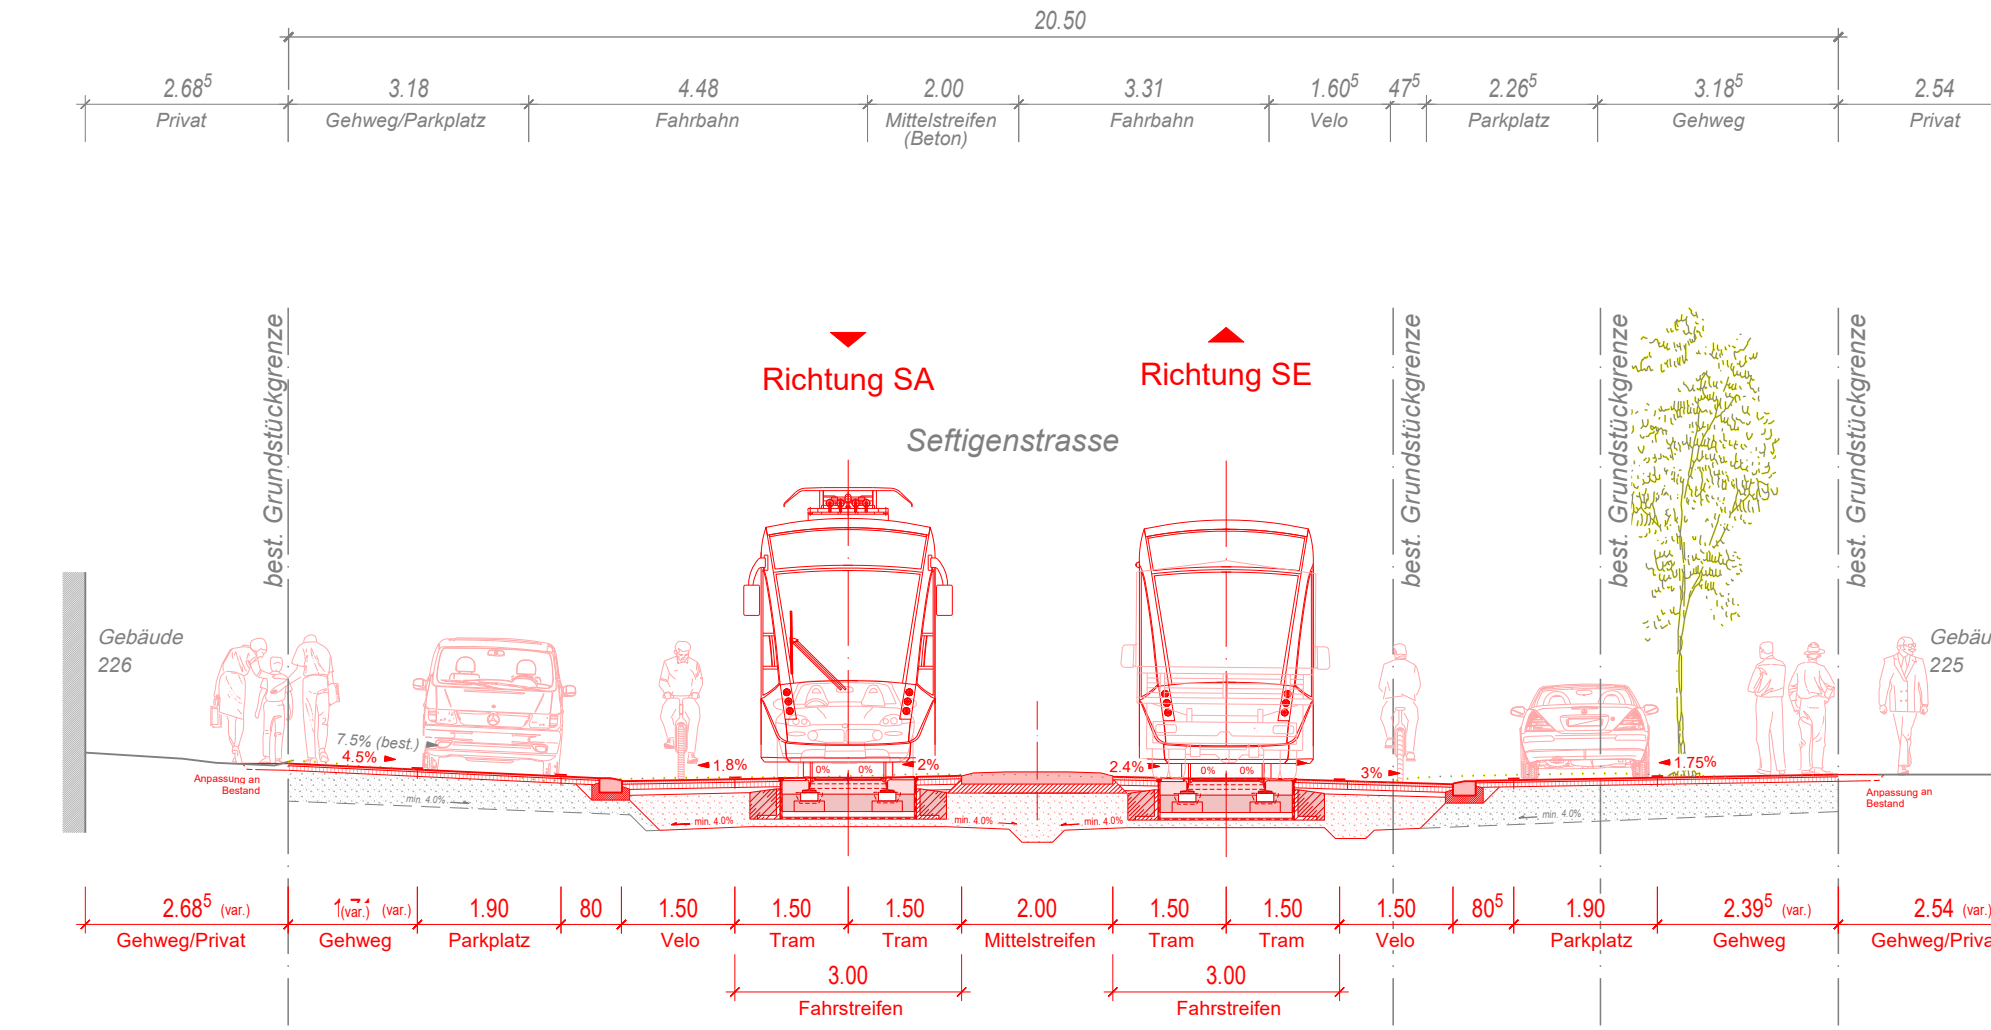 20.50
2.68⁵ 3.18 4.48 2.00 3.31 1.60⁵ 47⁵ 2.26⁵ 3.18⁵ 2.54
Privat Gehweg/Parkplatz Fahrbahn Mittelstreifen Fahrbahn Velo Parkplatz Gehweg Privat
(Beton)
best. Grundstückgrenze
best. Grundstückgrenze
best. Grundstückgrenze
best. Grundstückgrenze
Richtung SA
Richtung SE
Seftigenstrasse
Gebäude
226
Gebäu
225
7.5% (best.)
4.5%
1.8%
2%
2.4%
3%
1.75%
0% 0%
0% 0%
Anpassung an
Bestand
Anpassung an
Bestand
min. 4.0%
min. 4.0%
min. 4.0%
min. 4.0%
min. 4.0%
2.68⁵ (var.) (var.) (var.) 1.90 80 1.50 1.50 1.50 2.00 1.50 1.50 1.50 80⁵ 1.90 2.39⁵ (var.) 2.54 (var.)
Gehweg/Privat Gehweg Parkplatz Velo Tram Tram Mittelstreifen Tram Tram Velo Parkplatz Gehweg Gehweg/Priva
3.00 3.00
Fahrstreifen Fahrstreifen